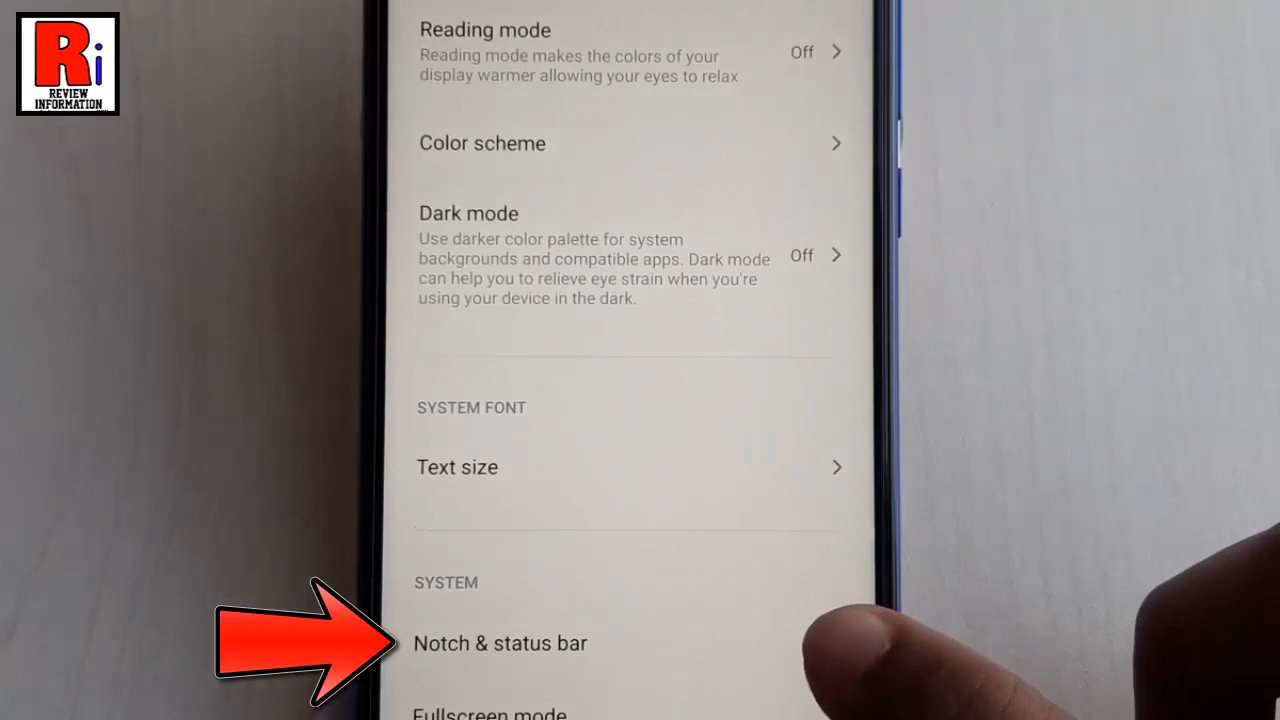 Ri
REVIEW
INFORMATION
Reading mode
Reading mode makes the colors of your
display warmer allowing your eyes to relax
Off
Color scheme
Dark mode
Use darker color palette for system
backgrounds and compatible apps. Dark mode
can help you to relieve eye strain when you're
using your device in the dark.
Off
SYSTEM FONT
Text size
SYSTEM
Notch & status bar
Fullscreen mode